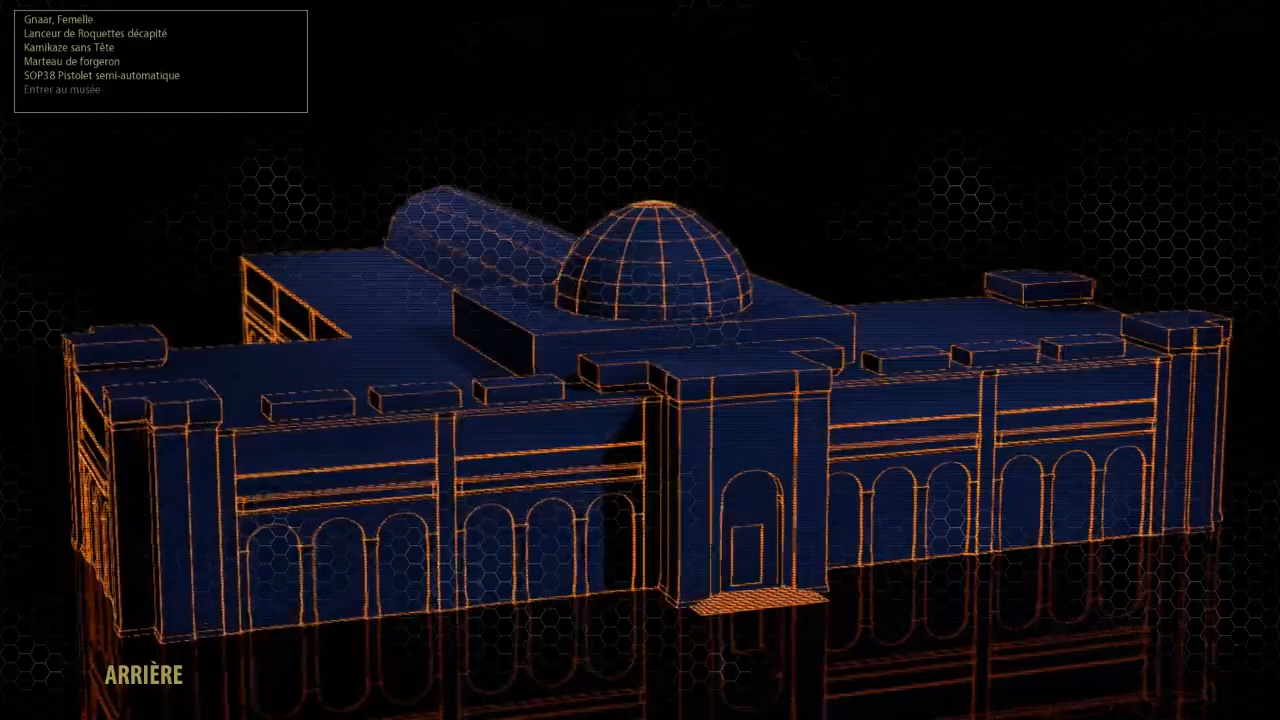 Gnaar, Femelle
Lanceur de Roquettes décapité
Kamikaze sans Tête
Marteau de forgeron
SOP38 Pistolet semi-automatique
Entrer au musée
ARRIÈRE